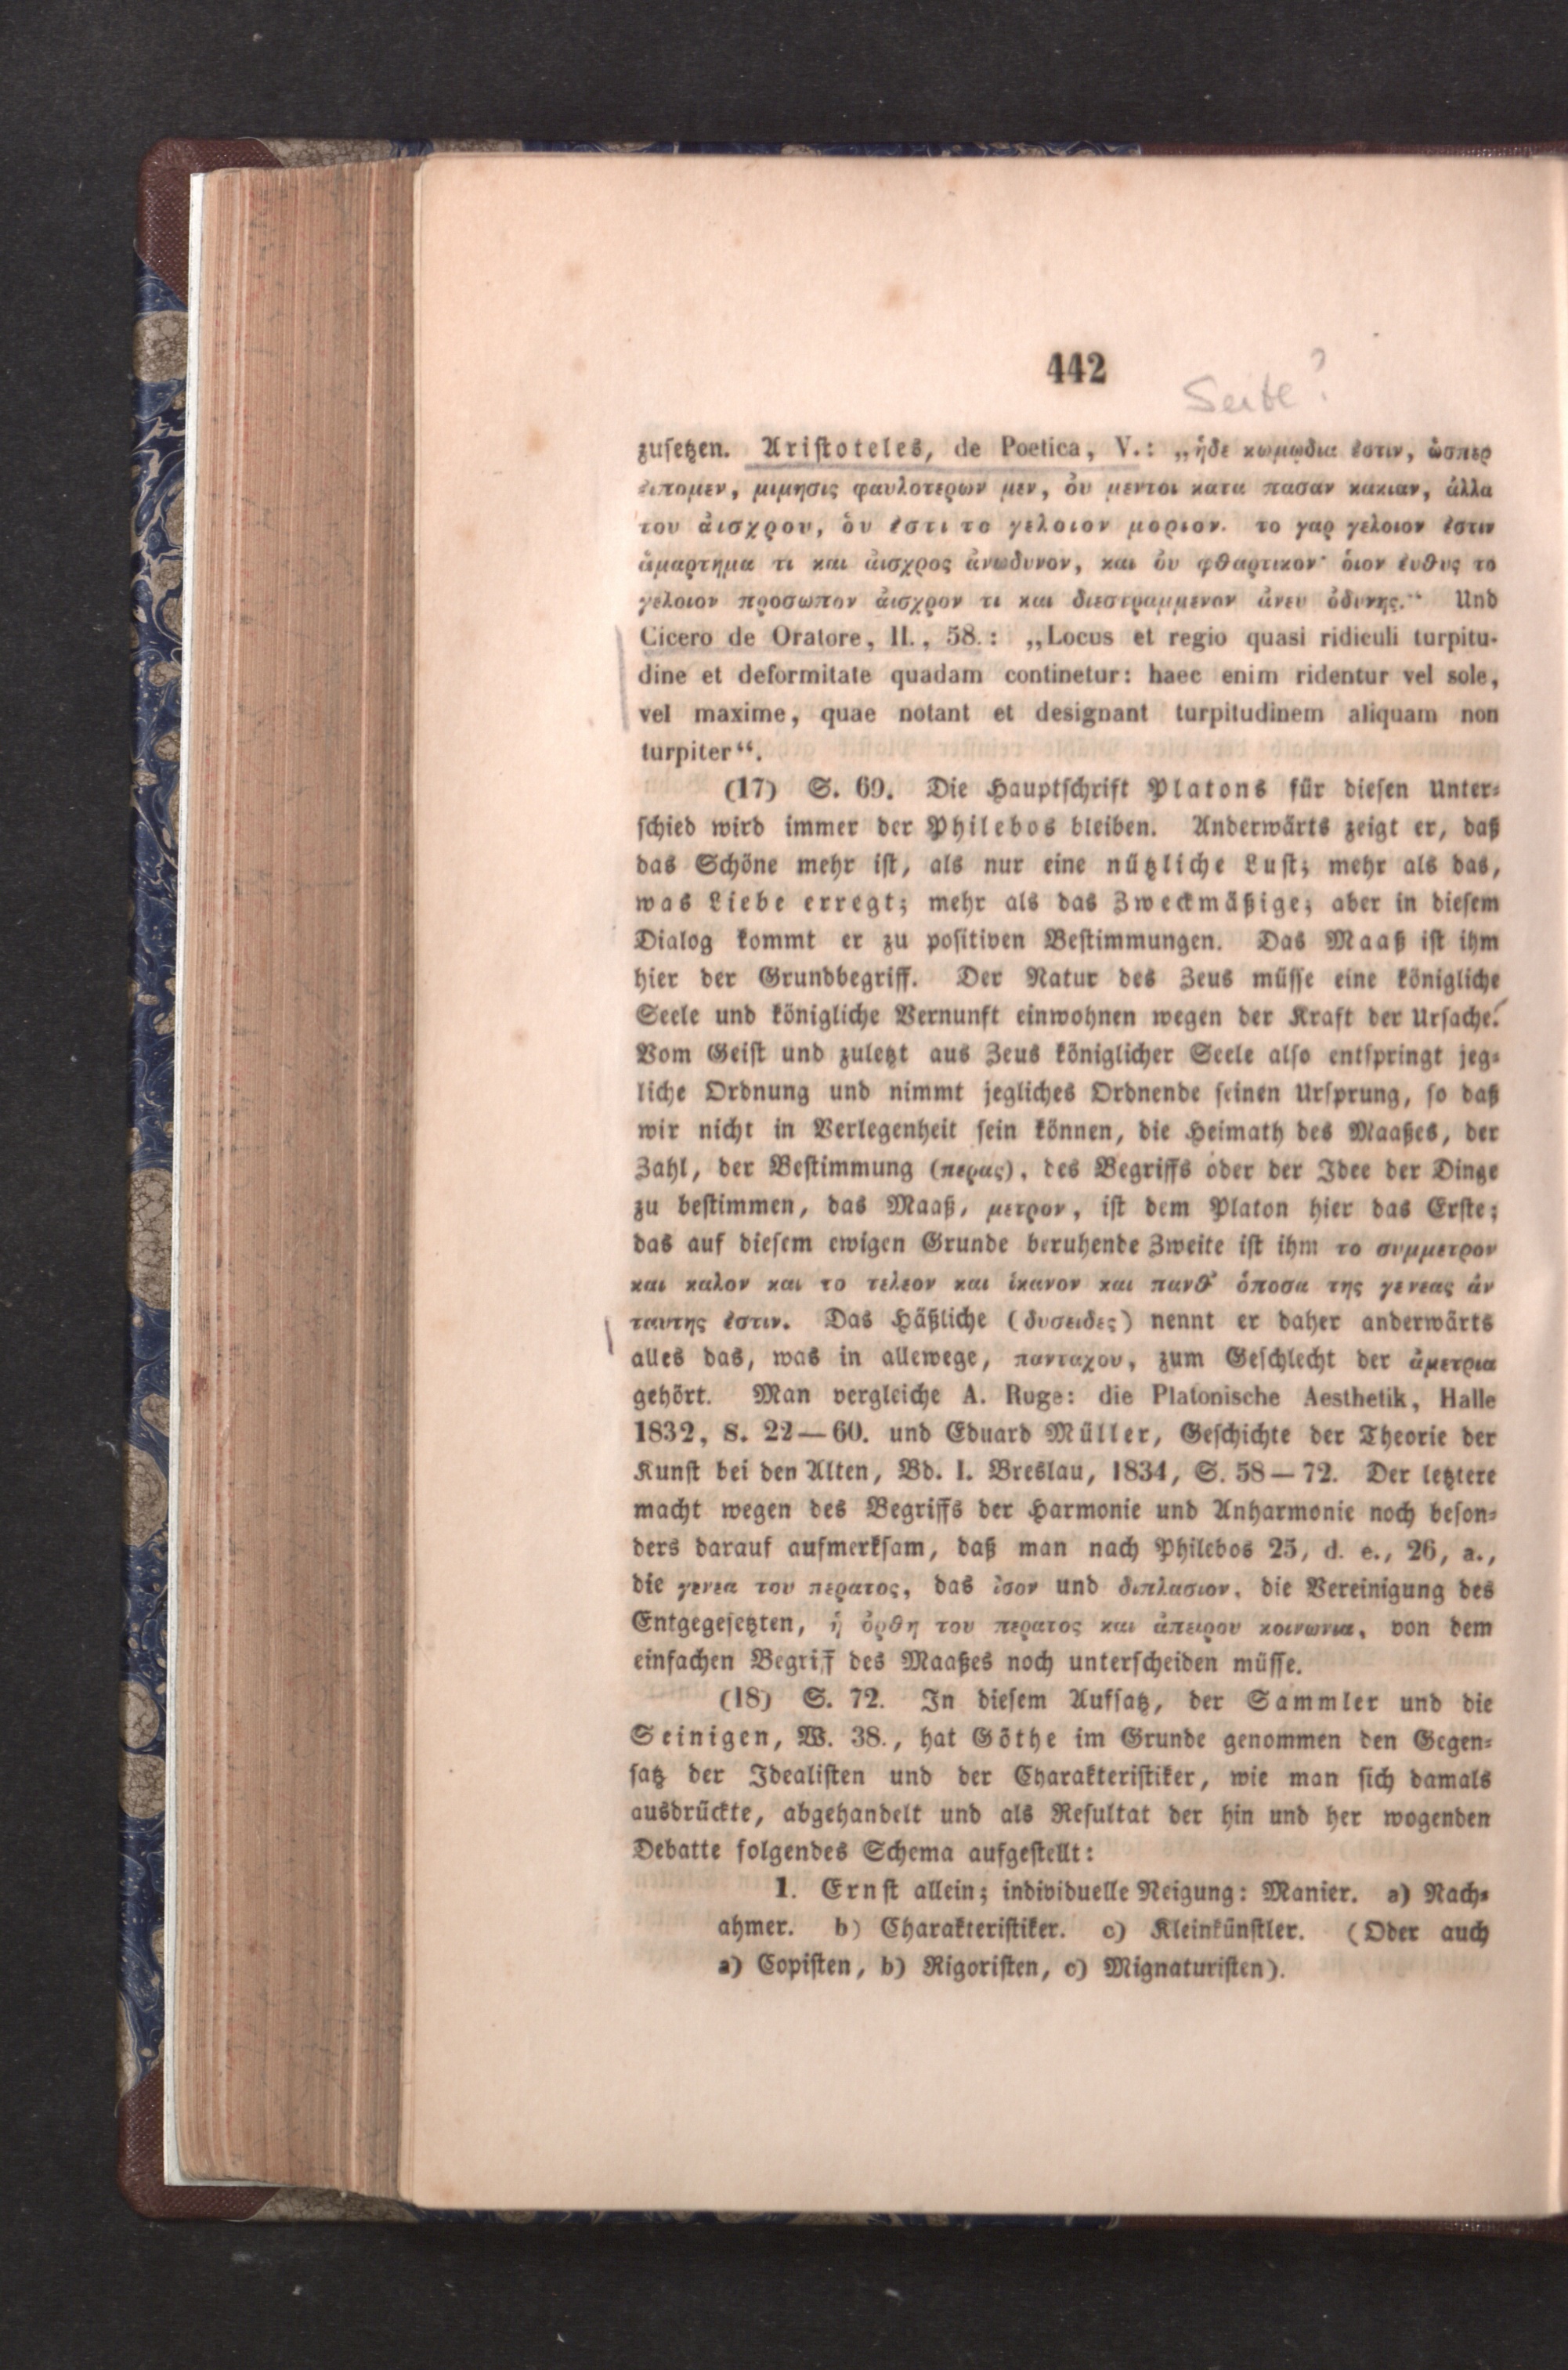 442
Seite?
zusetzen. Aristoteles, de Poetica, V.: „ἡδε κωμῳδια ἐστιν, ὡσπερ
ἐιπομεν, μιμησις φαυλοτερων μεν, ὀυ μεντοι κατα πασαν κακιαν, ἀλλα
του ἀισχρου, ὁυ ἐστι το γελοιον μοριον. το γαρ γελοιον ἐστιν
ἁμαρτημα τι και ἀισχρος ἀνωδυνον, και ὀυ φθαρτικον· ὁιον ἐυθυς το
γελοιον προσωπον ἀισχρον τι και διεστραμμενον ἀνευ ὀδυνης.“ Und
Cicero de Oratore, II., 58.: „Locus et regio quasi ridiculi turpitu-
dine et deformitate quadam continetur: haec enim ridentur vel sole,
vel maxime, quae notant et designant turpitudinem aliquam non
turpiter“.
(17) S. 69. Die Hauptschrift Platons für diesen Unter-
schied wird immer der Philebos bleiben. Anderwärts zeigt er, daß
das Schöne mehr ist, als nur eine nützliche Lust; mehr als das,
was Liebe erregt; mehr als das Zweckmäßige; aber in diesem
Dialog kommt er zu positiven Bestimmungen. Das Maaß ist ihm
hier der Grundbegriff. Der Natur des Zeus müsse eine königliche
Seele und königliche Vernunft einwohnen wegen der Kraft der Ursache.
Vom Geist und zuletzt aus Zeus königlicher Seele also entspringt jeg-
liche Ordnung und nimmt jegliches Ordnende seinen Ursprung, so daß
wir nicht in Verlegenheit sein können, die Heimath des Maaßes, der
Zahl, der Bestimmung (περας), des Begriffs oder der Idee der Dinge
zu bestimmen, das Maaß, μετρον, ist dem Platon hier das Erste;
das auf diesem ewigen Grunde beruhende Zweite ist ihm το συμμετρον
και καλον και το τελεον και ἱκανον και πανθ᾽ ὁποσα της γενεας ἀν
ταυτης ἐστιν. Das Häßliche (δυσειδες) nennt er daher anderwärts
alles das, was in allewege, πανταχου, zum Geschlecht der ἀμετρια
gehört. Man vergleiche A. Ruge: die Platonische Aesthetik, Halle
1832, S. 22—60. und Eduard Müller, Geschichte der Theorie der
Kunst bei den Alten, Bd. I. Breslau, 1834, S. 58—72. Der letztere
macht wegen des Begriffs der Harmonie und Anharmonie noch beson-
ders darauf aufmerksam, daß man nach Philebos 25, d. e., 26, a.,
die γενεα του περατος, das ἰσον und διπλασιον, die Vereinigung des
Entgegesetzten, ἡ ὀρθη του περατος και ἀπειρου κοινωνια, von dem
einfachen Begriff des Maaßes noch unterscheiden müsse.
(18) S. 72. In diesem Aufsatz, der Sammler und die
Seinigen, W. 38., hat Göthe im Grunde genommen den Gegen-
satz der Idealisten und der Charakteristiker, wie man sich damals
ausdrückte, abgehandelt und als Resultat der hin und her wogenden
Debatte folgendes Schema aufgestellt:
1. Ernst allein; individuelle Neigung: Manier. a) Nach-
ahmer. b) Charakteristiker. c) Kleinkünstler. (Oder auch
a) Copisten, b) Rigoristen, c) Mignaturisten).